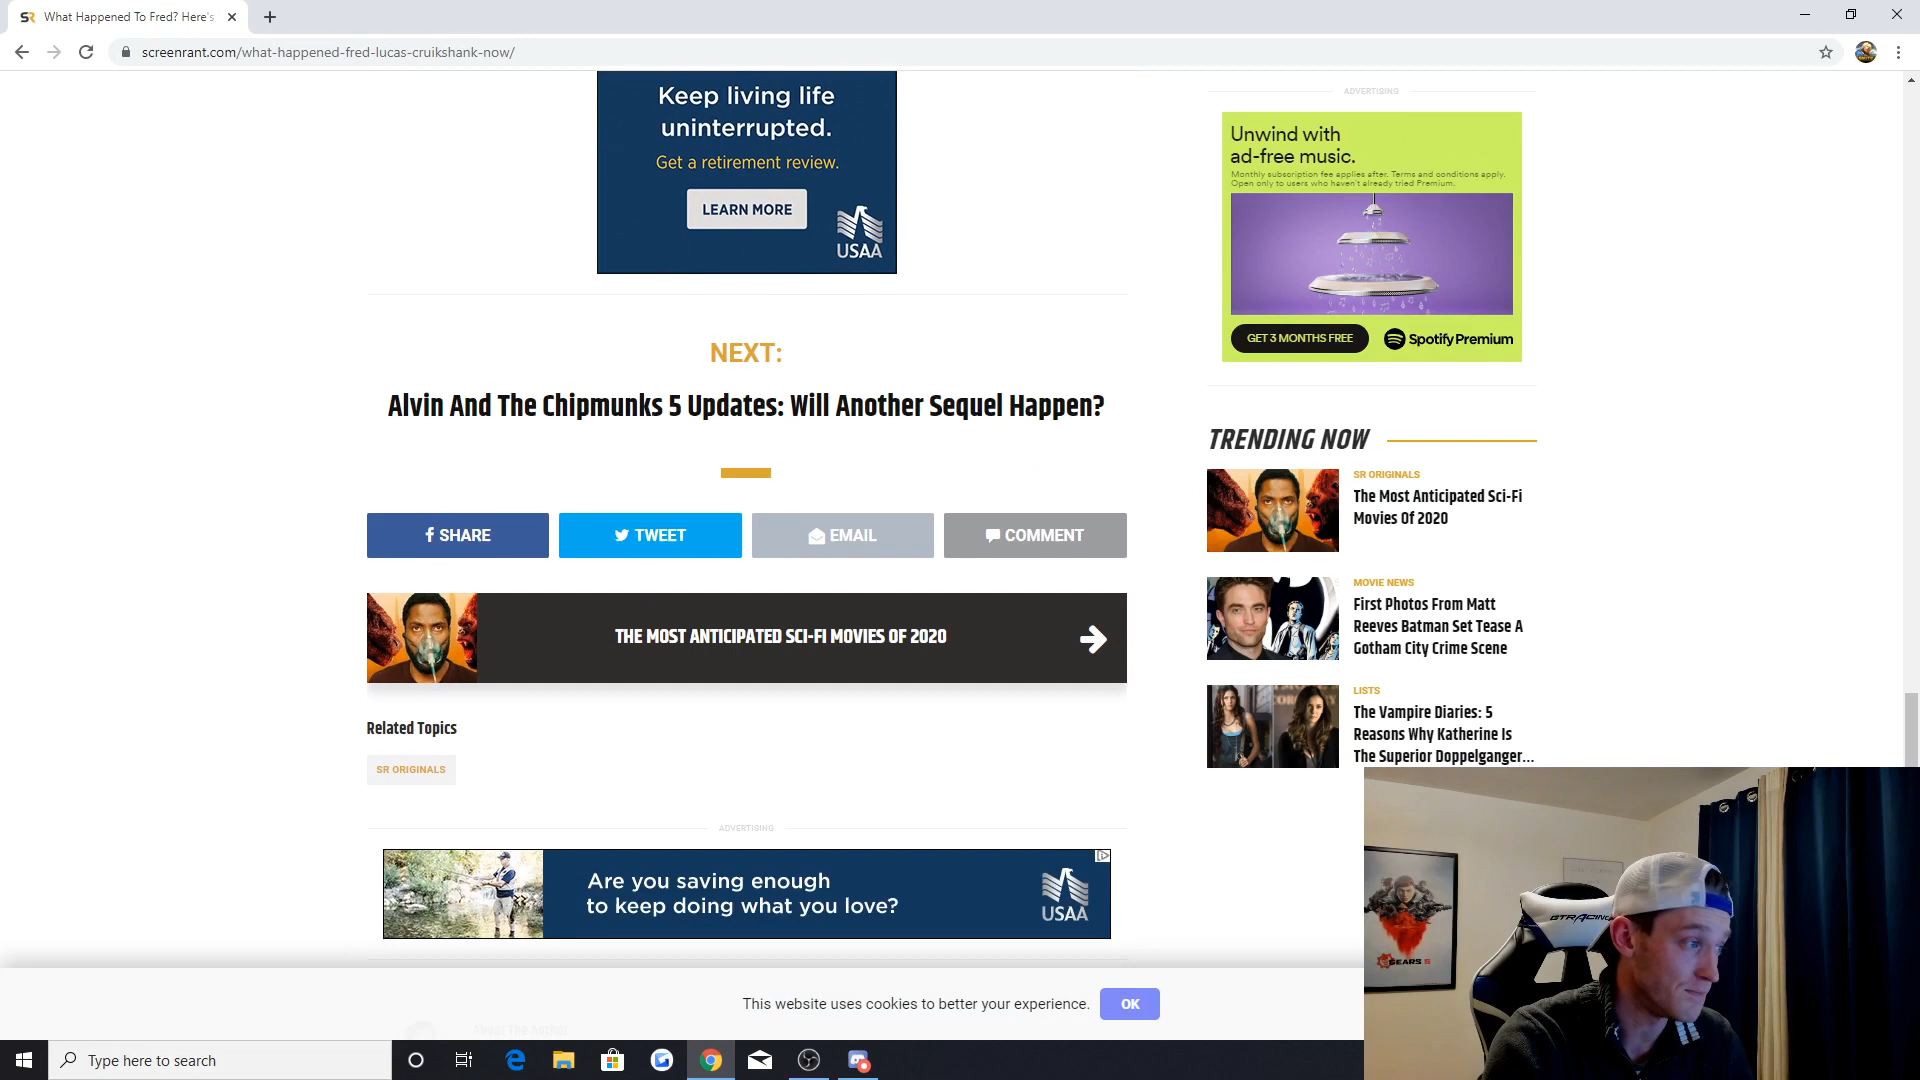 What Happened To Fred? Here's
screenrant.com/what-happened-fred-lucas-cruikshank-now/
Keep living life
uninterrupted.
Get a retirement review.
LEARN MORE
USAA
NEXT:
Alvin And The Chipmunks 5 Updates: Will Another Sequel Happen?
SHARE
TWEET
EMAIL
COMMENT
THE MOST ANTICIPATED SCI-FI MOVIES OF 2020
Related Topics
SR ORIGINALS
ADVERTISING
Are you saving enough
to keep doing what you love?
USAA
ADVERTISING
Unwind with
ad-free music.
Monthly subscription fee applies after. Terms and conditions apply.
Open only to users who haven't already tried Premium.
GET 3 MONTHS FREE
Spotify Premium
TRENDING NOW
SR ORIGINALS
The Most Anticipated Sci-Fi
Movies Of 2020
MOVIE NEWS
First Photos From Matt
Reeves Batman Set Tease A
Gotham City Crime Scene
LISTS
The Vampire Diaries: 5
Reasons Why Katherine Is
The Superior Doppelganger...
GTRACING
GEARS 5
This website uses cookies to better your experience.
OK
Type here to search